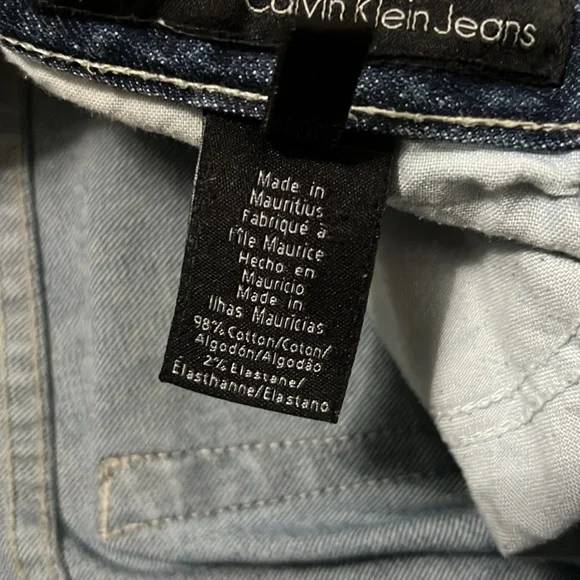 Calvin Klein Jeans
Made in
Mauritius
Fabriqué à
l'île Maurice
Hecho en
Mauricio
Made in
Ilhas Maurícias
98% Cotton/Coton/
Algodón/Algodão
2% Elastane/
Élasthanne/Elastano